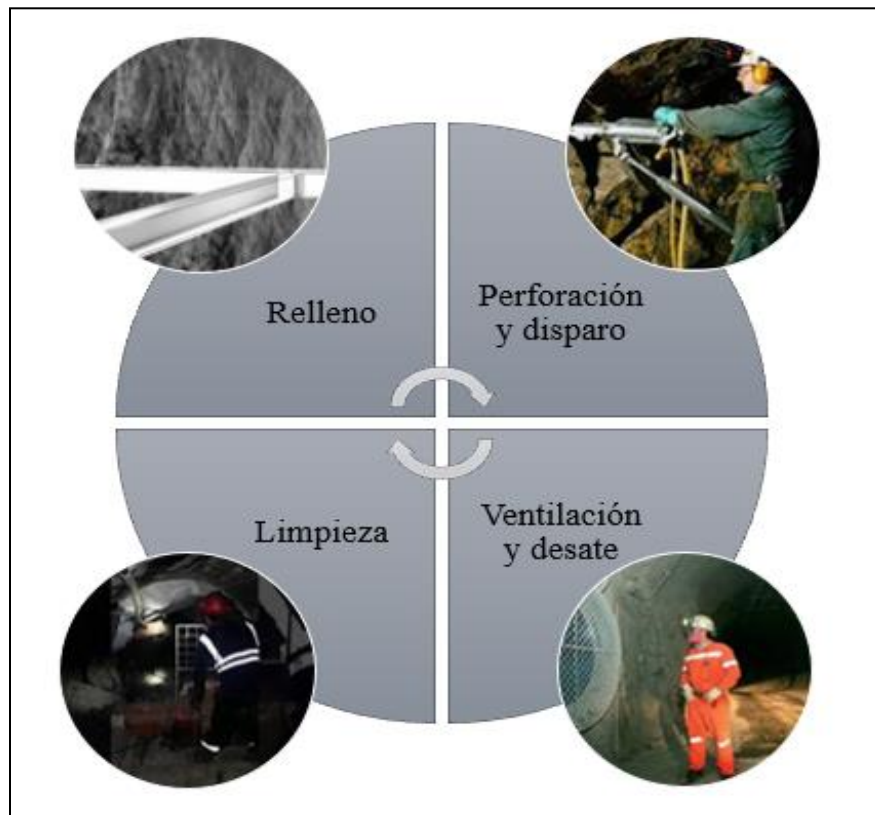 Relleno
Perforación
y disparo
Limpieza
Ventilación
y desate